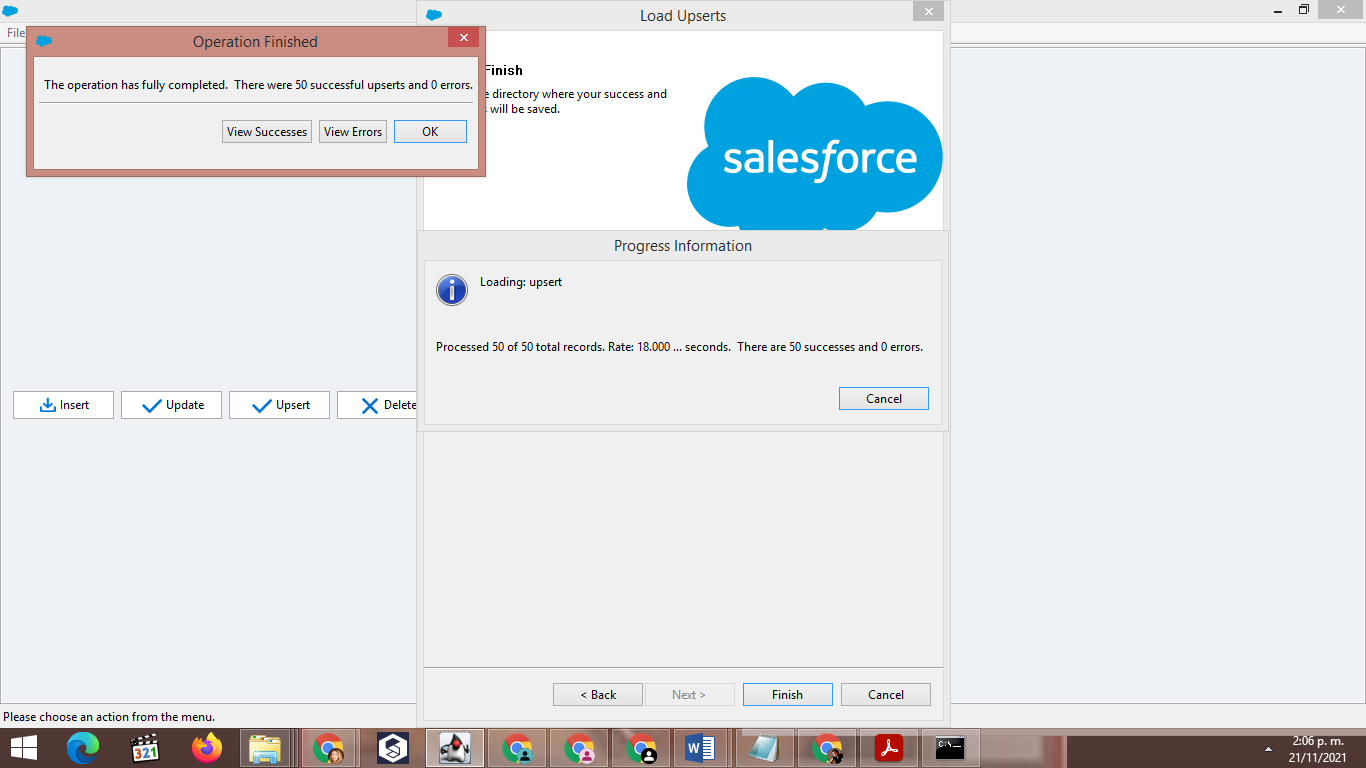 File
Load Upserts
Operation Finished
The operation has fully completed.  There were 50 successful upserts and 0 errors.
View Successes
View Errors
OK
Finish
directory where your success and
will be saved.
salesforce
Progress Information
Loading: upsert
Processed 50 of 50 total records. Rate: 18.000 ... seconds.  There are 50 successes and 0 errors.
Cancel
Insert
Update
Upsert
Delete
< Back
Next >
Finish
Cancel
Please choose an action from the menu.
321
2:06 p. m.
21/11/2021